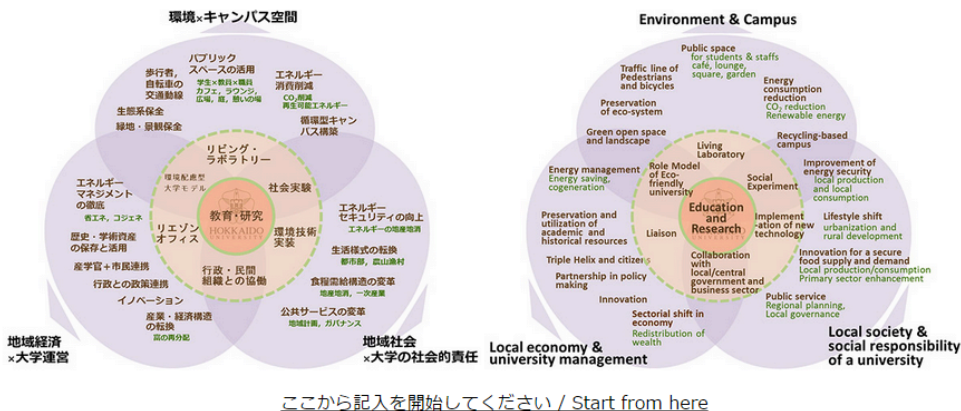 環境×キャンパス空間
パブリック
スペースの活用
学生×教員×職員
カフェ，ラウンジ，
広場，庭，憩いの場
歩行者，
自転車の
交通動線
エネルギー
消費削減
CO₂削減
再生可能エネルギー
生態系保全
緑地・景観保全
循環型キャン
パス構築
リビング・
ラボラトリー
環境配慮型
大学モデル
社会実験
教育・研究
HOKKAIDO
UNIVERSITY
リエゾン
オフィス
環境技術
実装
行政・民間
組織との協働
エネルギー
マネジメント
の徹底
省エネ，コジェネ
歴史・学術資産
の保存と活用
産学官＋市民連携
行政との政策連携
イノベーション
産業・経済構造
の転換
富の再分配
エネルギー
セキュリティの向上
エネルギーの地産地消
生活様式の転換
都市部，農山漁村
食糧需給構造の変革
地産地消，一次産業
公共サービスの変革
地域計画，ガバナンス
地域経済
×大学運営
地域社会
×大学の社会的責任
Environment & Campus
Public space
for students & staffs
café, lounge,
square, garden
Traffic line of
Pedestrians
and bicycles
Energy
consumption
reduction
CO₂ reduction
Renewable energy
Preservation
of eco-system
Green open space
and landscape
Recycling-based
campus
Living
Laboratory
Role Model
of Eco-
friendly
university
Social
Experiment
Education
and
Research
Implement
-ation of new
technology
Liaison
Collaboration
with
local/central
government and
business sector
Energy management
Energy saving,
cogeneration
Preservation and
utilization of
academic and
historical resources
Triple Helix and citizens
Partnership in policy
making
Innovation
Sectorial shift in
economy
Redistribution of
wealth
Improvement of
energy security
local production
and local
consumption
Lifestyle shift
urbanization and
rural development
Innovation for a secure
food supply and demand
Local production/consumption
Primary sector enhancement
Public service
Regional planning,
Local governance
Local economy &
university management
Local society &
social responsibility
of a university
ここから記入を開始してください / Start from here